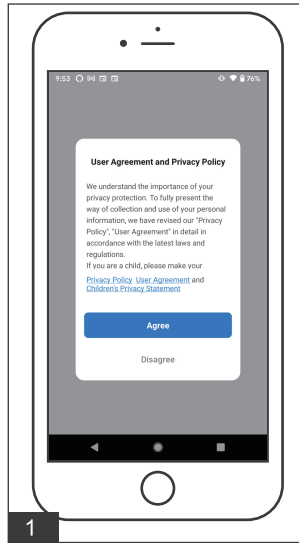 9:53 76%
User Agreement and Privacy Policy
We understand the importance of your
privacy protection. To fully present the
way of collection and use of your personal
information, we have revised our "Privacy
Policy", "User Agreement" in detail in
accordance with the latest laws and
regulations.
If you are a child, please make your
Privacy Policy User Agreement and
Children's Privacy Statement
Agree
Disagree
1